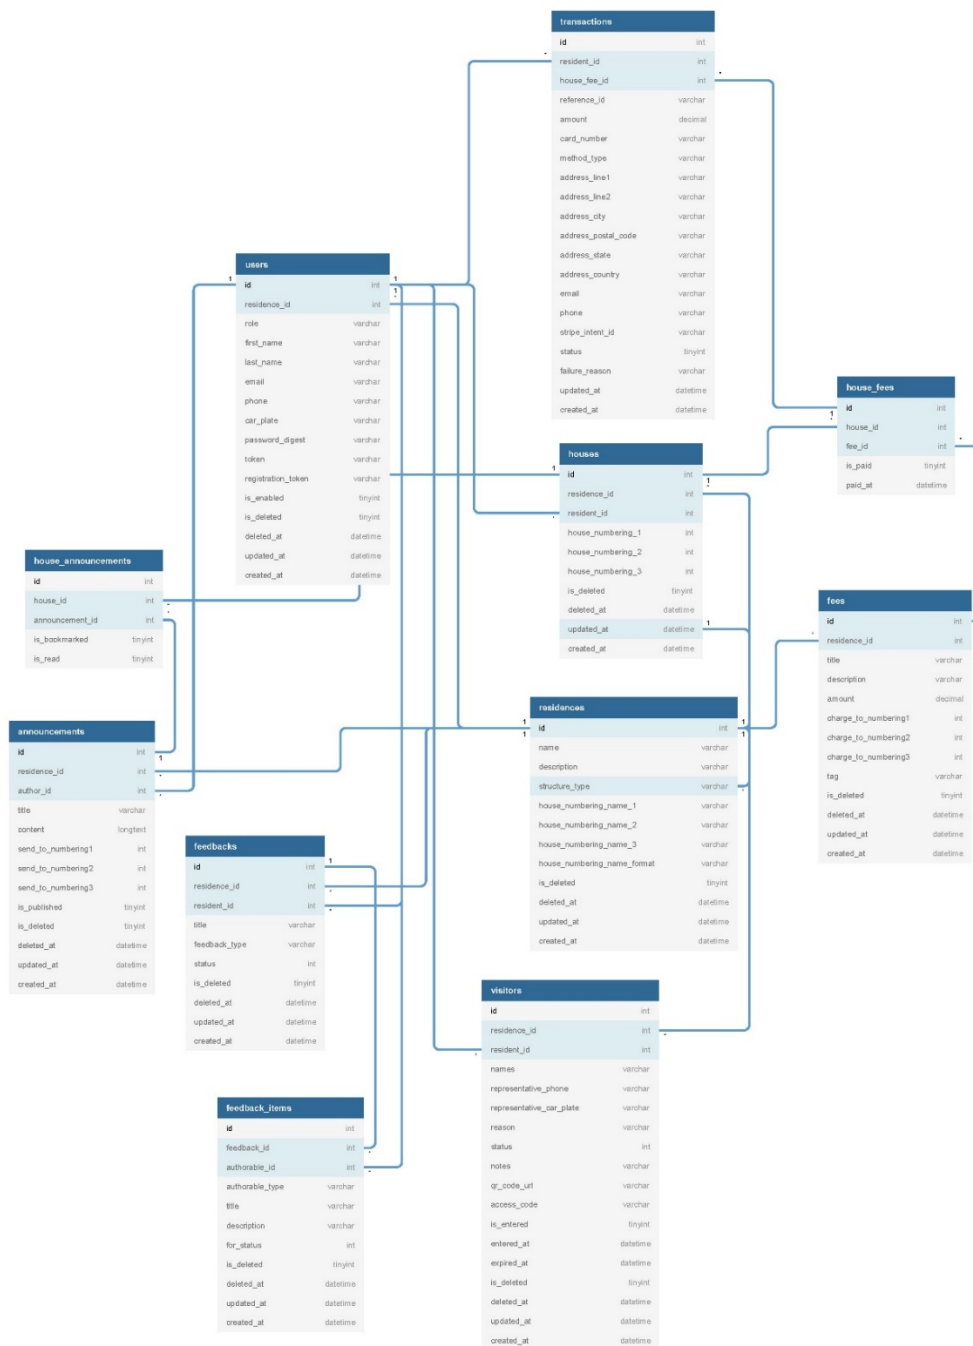 transactions
id int
resident_id int
house_fee_id int
reference_id varchar
amount decimal
card_number varchar
method_type varchar
address_line1 varchar
address_line2 varchar
address_city varchar
address_postal_code varchar
address_state varchar
address_country varchar
email varchar
phone varchar
stripe_intent_id varchar
status tinyint
failure_reason varchar
updated_at datetime
created_at datetime
users
1 id int 1
residence_id int 1
role varchar
first_name varchar
last_name varchar
email varchar
phone varchar
car_plate varchar
password_digest varchar
token varchar
registration_token varchar
is_enabled tinyint
is_deleted tinyint
deleted_at datetime
updated_at datetime
created_at datetime
house_fees
id int
1 house_id int
fee_id int
is_paid tinyint
paid_at datetime
houses
1 id int
residence_id int 1
resident_id int
house_numbering_1 int
house_numbering_2 int
house_numbering_3 int
is_deleted tinyint
deleted_at datetime
updated_at datetime 1
created_at datetime
house_announcements
id int
house_id int
announcement_id int
is_bookmarked tinyint
is_read tinyint
fees
id int
residence_id int
title varchar
description varchar
amount decimal
charge_to_numbering1 int
charge_to_numbering2 int
charge_to_numbering3 int
tag varchar
is_deleted tinyint
deleted_at datetime
updated_at datetime
created_at datetime
residences
1 id int 1
1 name varchar 1
description varchar
structure_type varchar
house_numbering_name_1 varchar
house_numbering_name_2 varchar
house_numbering_name_3 varchar
house_numbering_name_format varchar
is_deleted tinyint
deleted_at datetime
updated_at datetime
created_at datetime
announcements
id int 1
residence_id int
author_id int
title varchar
content longtext
send_to_numbering1 int
send_to_numbering2 int
send_to_numbering3 int
is_published tinyint
is_deleted tinyint
deleted_at datetime
updated_at datetime
created_at datetime
feedbacks
id int 1
residence_id int
resident_id int
title varchar
feedback_type varchar
status int
is_deleted tinyint
deleted_at datetime
updated_at datetime
created_at datetime
visitors
id int
residence_id int
resident_id int
names varchar
representative_phone varchar
representative_car_plate varchar
reason varchar
status int
notes varchar
qr_code_url varchar
access_code varchar
is_entered tinyint
entered_at datetime
expired_at datetime
is_deleted tinyint
deleted_at datetime
updated_at datetime
created_at datetime
feedback_items
id int
feedback_id int
authorable_id int
authorable_type varchar
title varchar
description varchar
for_status int
is_deleted tinyint
deleted_at datetime
updated_at datetime
created_at datetime